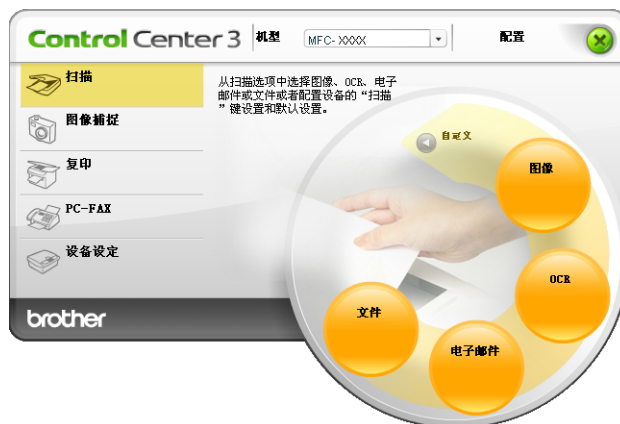 Control Center 3 机型 MFC-XXXX 配置
扫描
从扫描选项中选择图像、OCR、电子
邮件或文件或者配置设备的“扫描
”键设置和默认设置。
图像捕捉
复印
PC-FAX
设备设定
自定义
图像
OCR
电子邮件
文件
brother